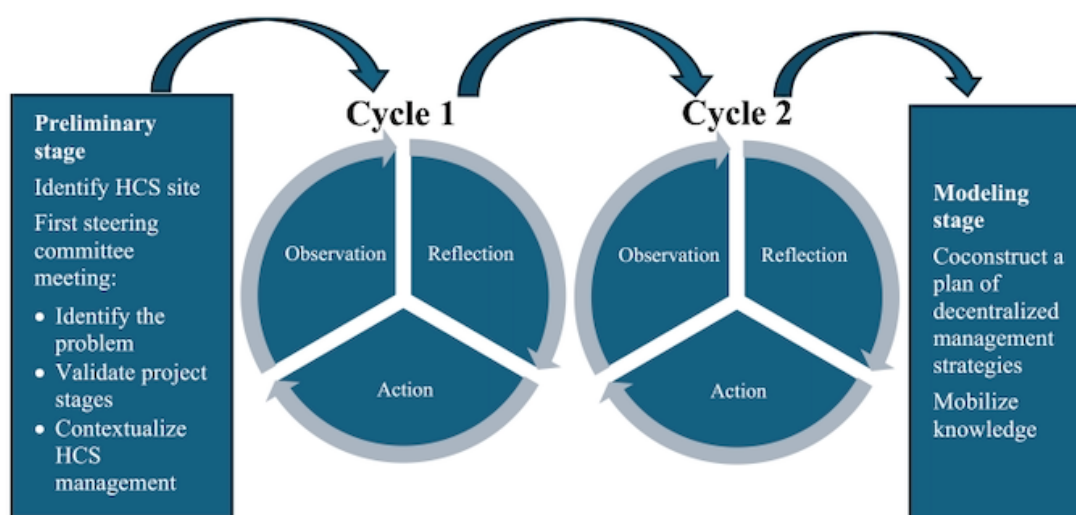 Preliminary
stage
Identify HCS site
First steering
committee
meeting:
• Identify the
problem
• Validate project
stages
• Contextualize
HCS
management
Cycle 1
Observation
Reflection
Action
Cycle 2
Observation
Reflection
Action
Modeling
stage
Coconstruct a
plan of
decentralized
management
strategies
Mobilize
knowledge